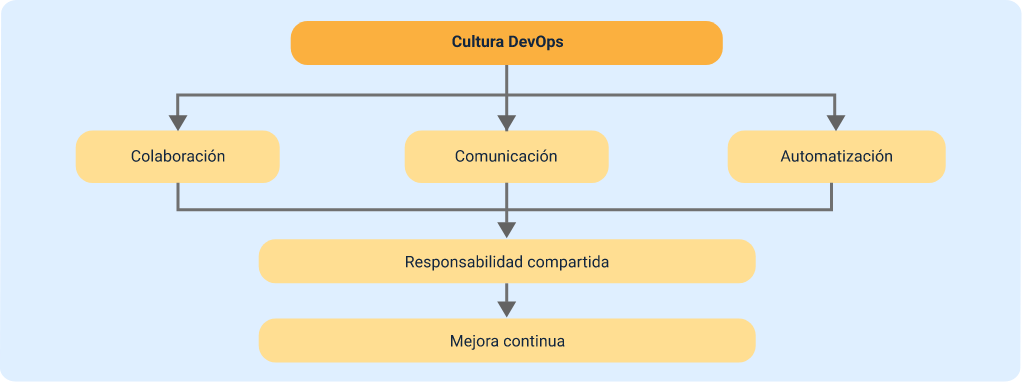 Cultura DevOps
Colaboración
Comunicación
Automatización
Responsabilidad compartida
Mejora continua